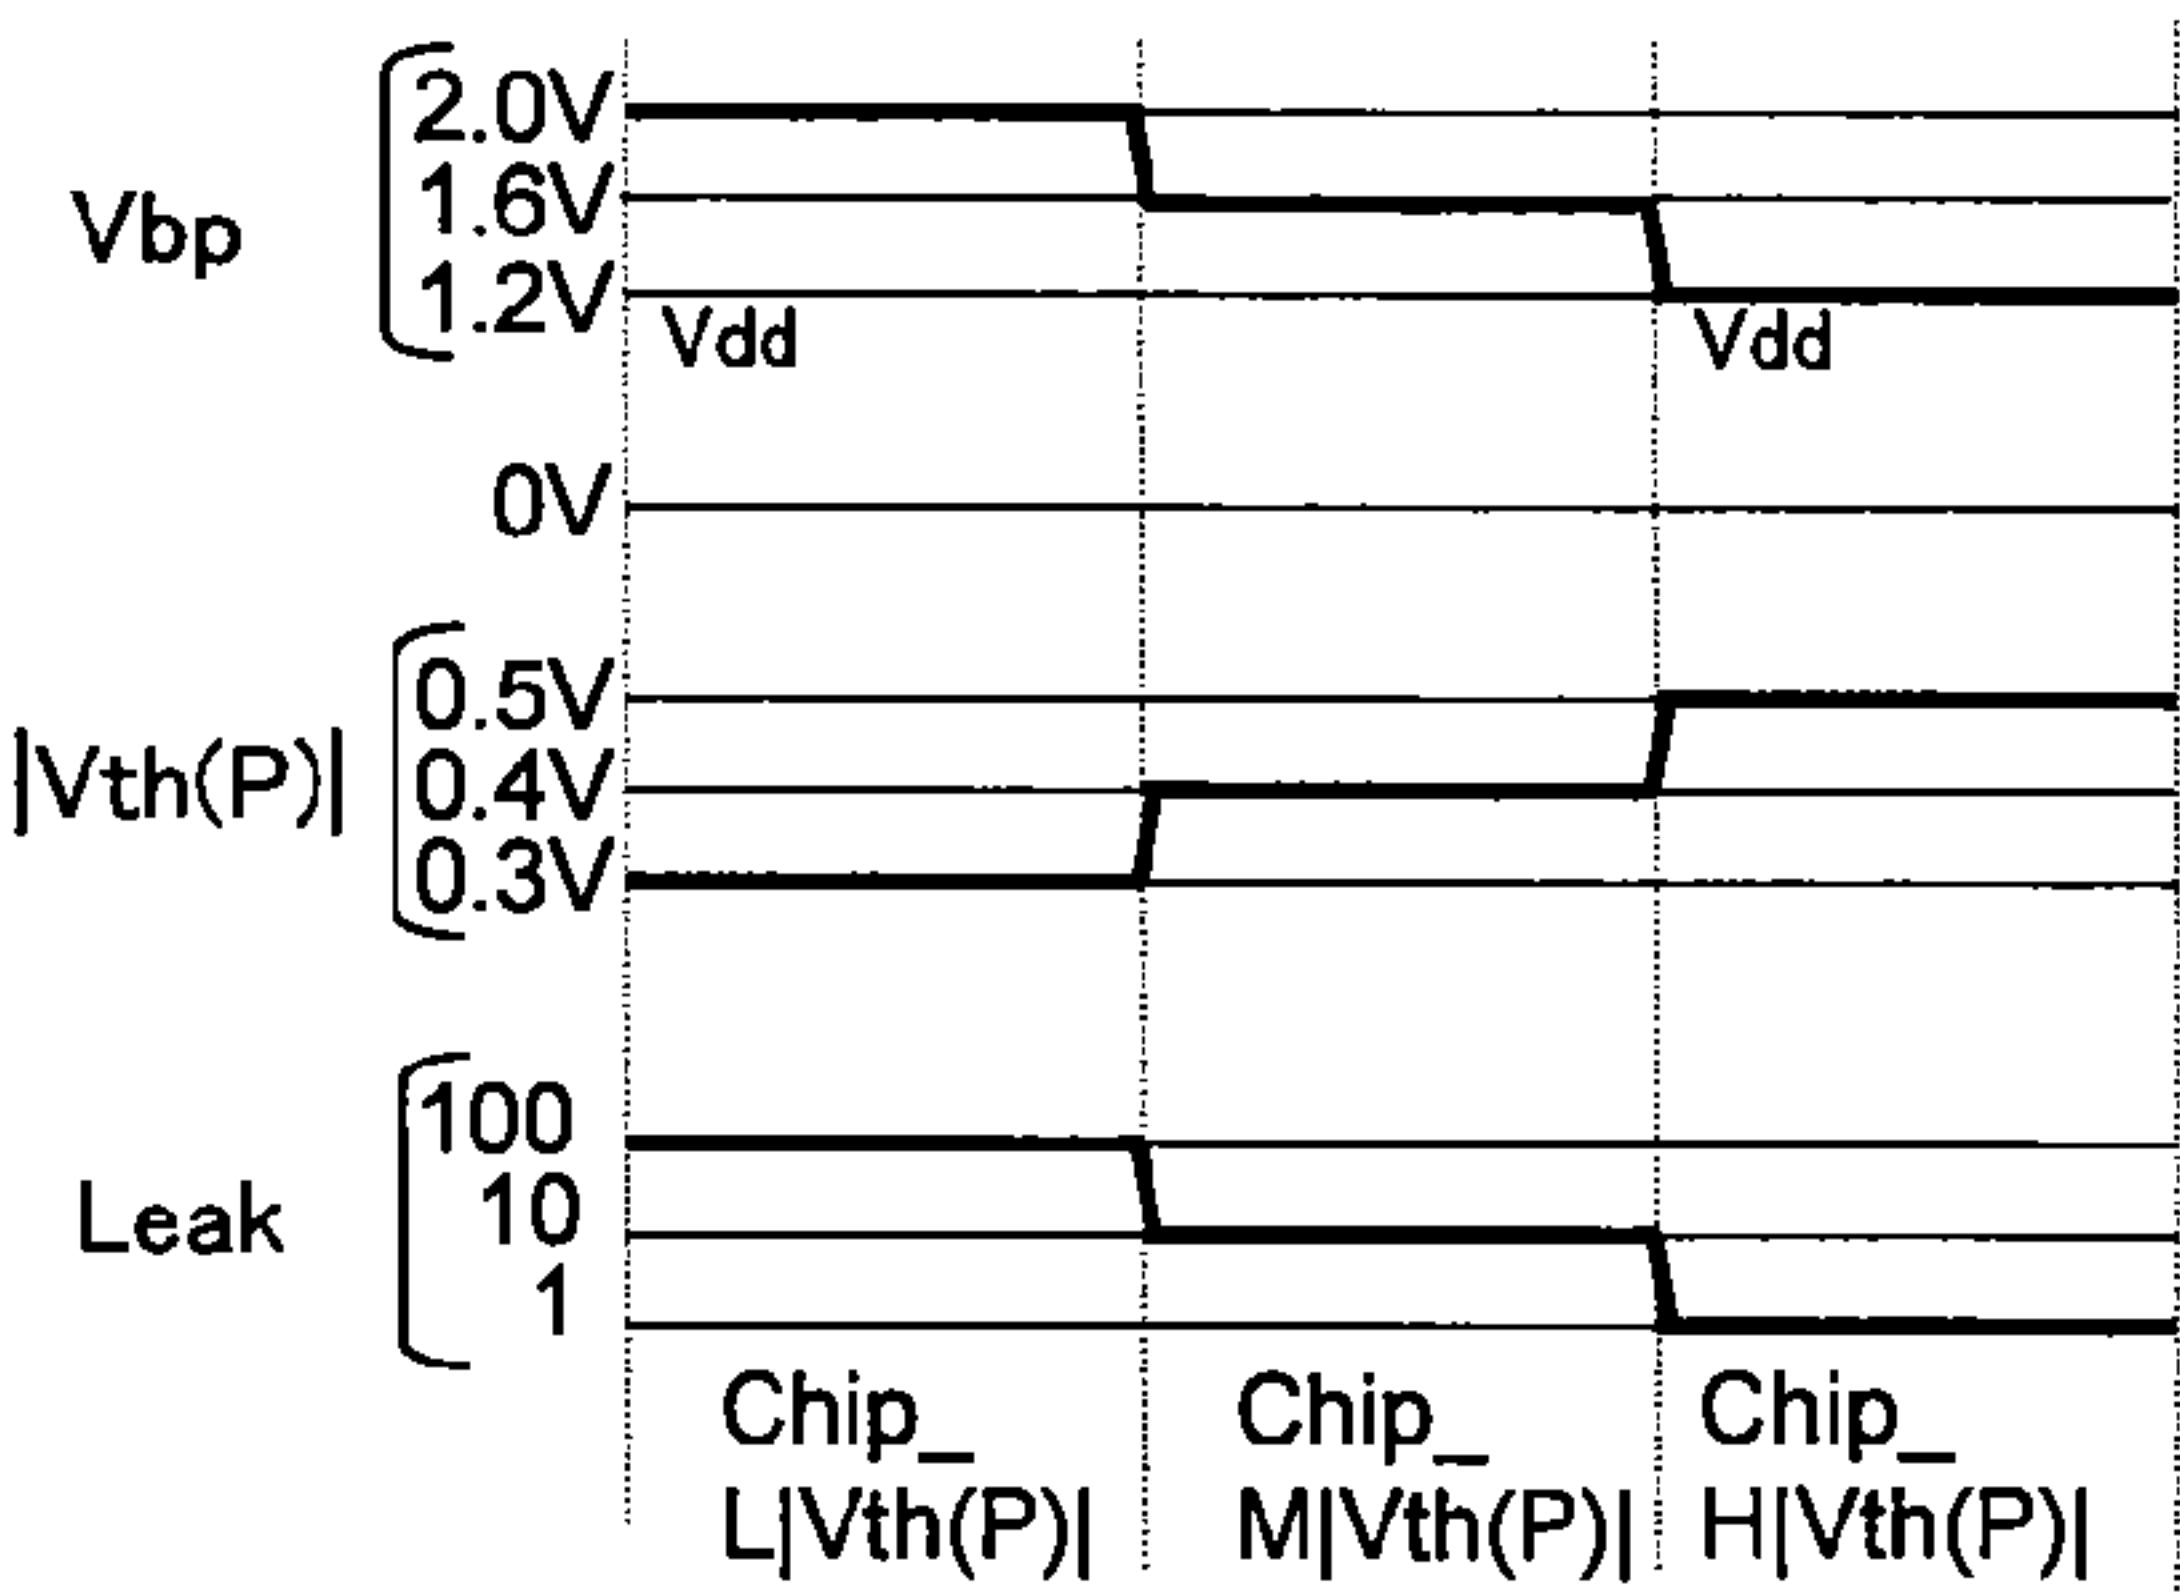 Vbp
2.0V
1.6V
1.2V
Vdd
Vdd
0V
|Vth(P)|
0.5V
0.4V
0.3V
Leak
100
10
1
Chip_
L|Vth(P)|
Chip_
M|Vth(P)|
Chip_
H|Vth(P)|